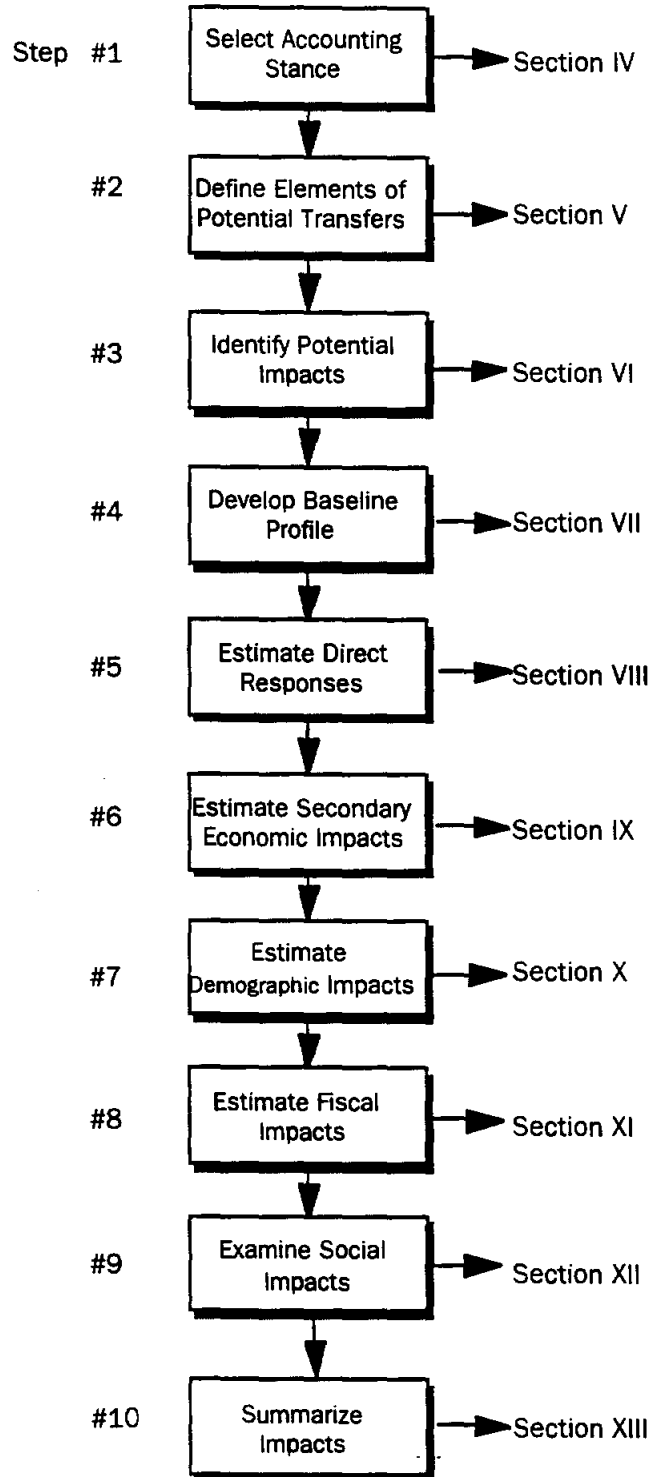 Step #1
Select Accounting
Stance
Section IV
#2
Define Elements of
Potential Transfers
Section V
#3
Identify Potential
Impacts
Section VI
#4
Develop Baseline
Profile
Section VII
#5
Estimate Direct
Responses
Section VIII
#6
Estimate Secondary
Economic Impacts
Section IX
#7
Estimate
Demographic Impacts
Section X
#8
Estimate Fiscal
Impacts
Section XI
#9
Examine Social
Impacts
Section XII
#10
Summarize
Impacts
Section XIII